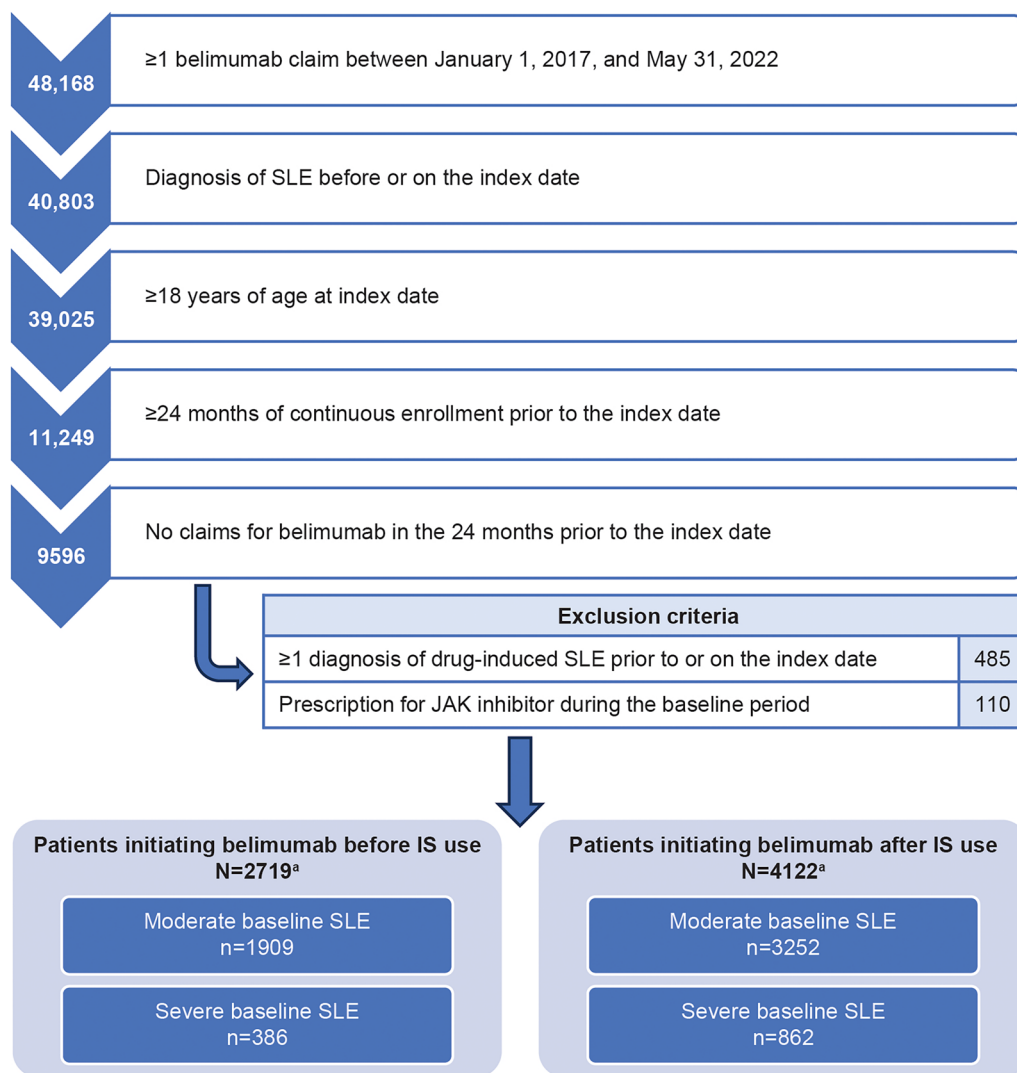 48,168
≥1 belimumab claim between January 1, 2017, and May 31, 2022
40,803
Diagnosis of SLE before or on the index date
39,025
≥18 years of age at index date
11,249
≥24 months of continuous enrollment prior to the index date
9596
No claims for belimumab in the 24 months prior to the index date
Exclusion criteria
≥1 diagnosis of drug-induced SLE prior to or on the index date 485
Prescription for JAK inhibitor during the baseline period 110
Patients initiating belimumab before IS use
N=2719ᵃ
Moderate baseline SLE
n=1909
Severe baseline SLE
n=386
Patients initiating belimumab after IS use
N=4122ᵃ
Moderate baseline SLE
n=3252
Severe baseline SLE
n=862